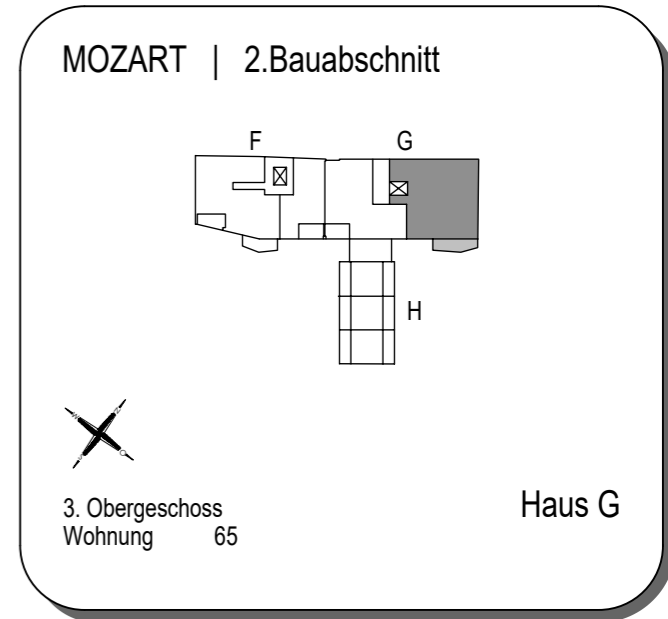 MOZART | 2.Bauabschnitt
F
G
H
N
W
O
S
3. Obergeschoss
Wohnung 65
Haus G